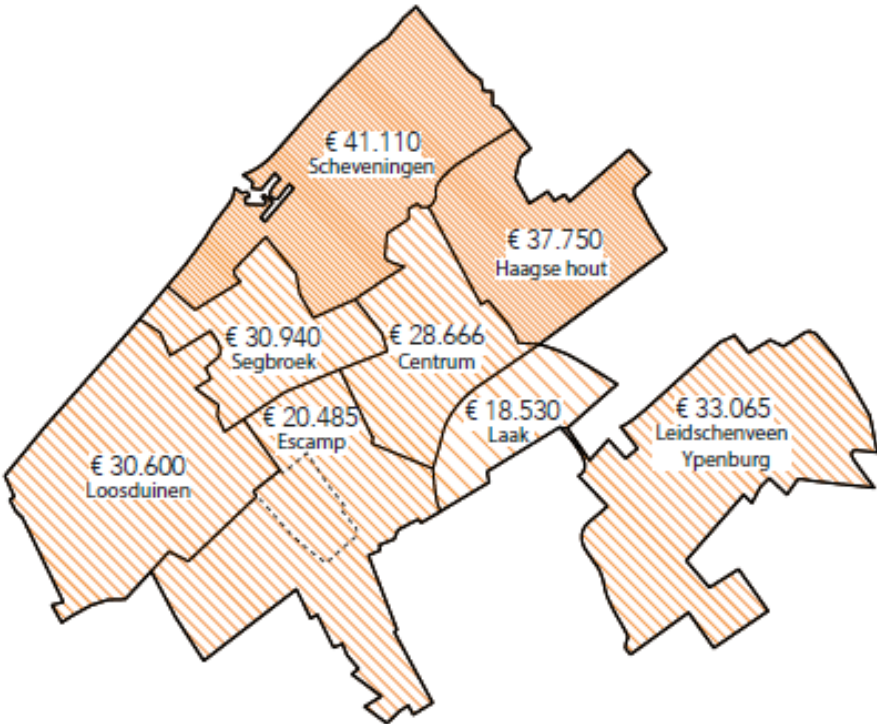 € 41.110
Scheveningen
€ 37.750
Haagse hout
€ 30.940
Segbroek
€ 28.666
Centrum
€ 20.485
Escamp
€ 18.530
Laak
€ 33.065
Leidschenveen
Ypenburg
€ 30.600
Loosduinen